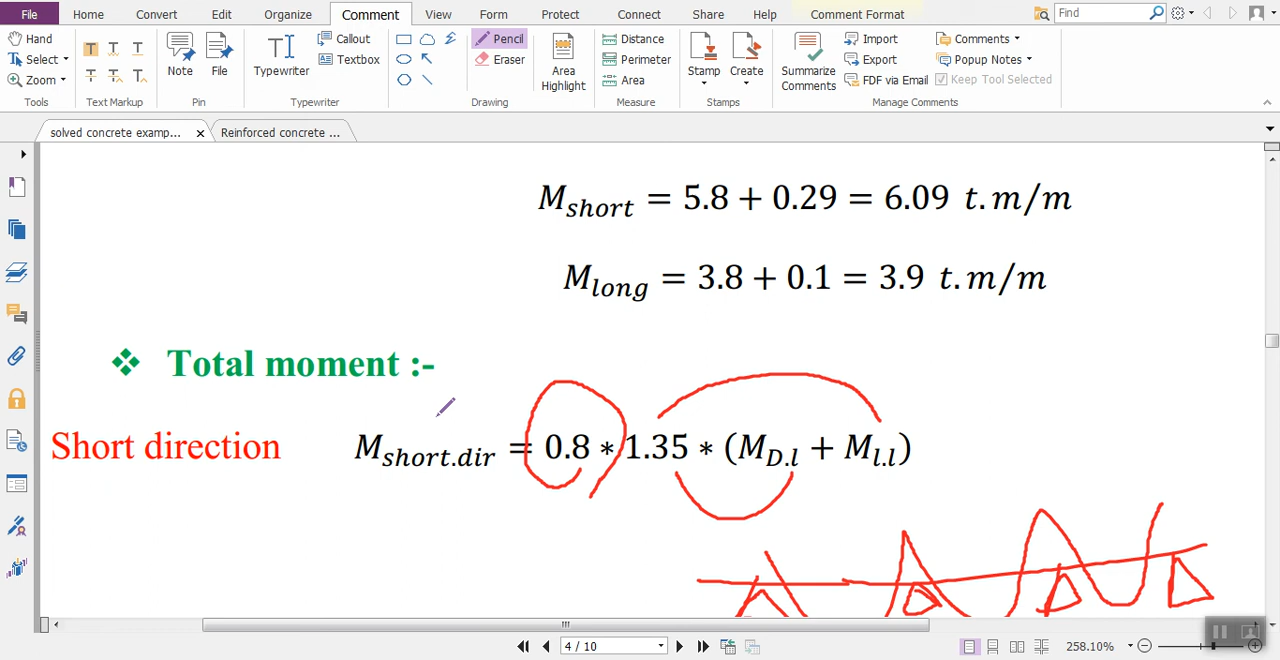 File Home Convert Edit Organize Comment View Form Protect Connect Share Help Comment Format Find
Hand
Select
Zoom
Tools
T T T
T T T
Text Markup
Note
File
Pin
Typewriter
Callout
Textbox
Typewriter
Pencil
Eraser
Drawing
Area
Highlight
Distance
Perimeter
Area
Measure
Stamp
Create
Stamps
Summarize
Comments
Import
Export
FDF via Email
Comments
Popup Notes
Keep Tool Selected
Manage Comments
solved concrete examp... Reinforced concrete ...
M_short = 5.8 + 0.29 = 6.09 t.m/m
M_long = 3.8 + 0.1 = 3.9 t.m/m
❖ Total moment :-
Short direction M_short.dir = 0.8 * 1.35 * (M_D.l + M_l.l)
4 / 10 258.10%